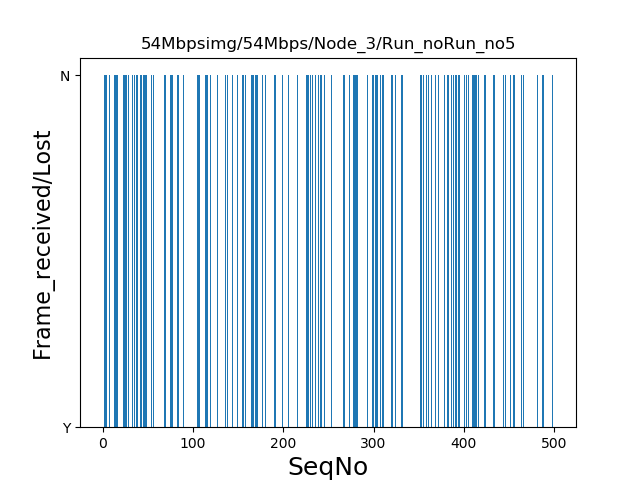 54Mbpsimg/54Mbps/Node_3/Run_noRun_no5
N
Frame_received/Lost
Y
0 100 200 300 400 500
SeqNo